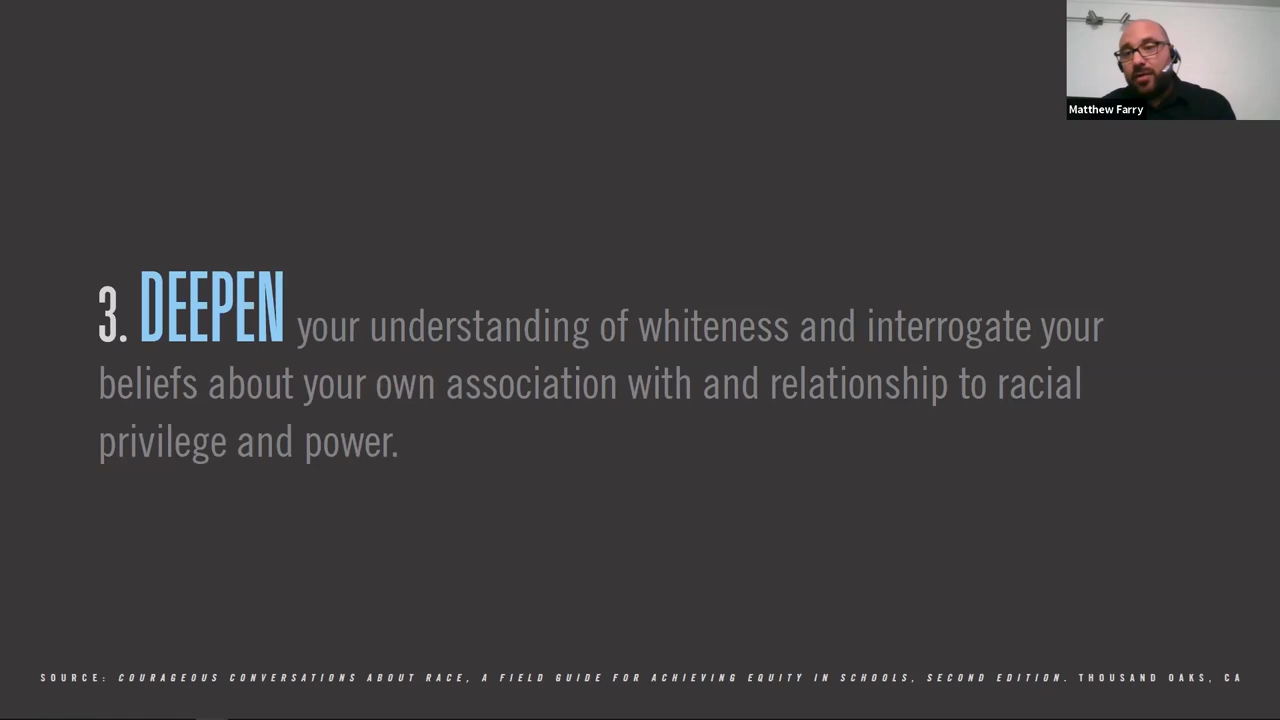 Matthew Farry
3. DEEPEN your understanding of whiteness and interrogate your
beliefs about your own association with and relationship to racial
privilege and power.
SOURCE: COURAGEOUS CONVERSATIONS ABOUT RACE, A FIELD GUIDE FOR ACHIEVING EQUITY IN SCHOOLS, SECOND EDITION. THOUSAND OAKS, CA